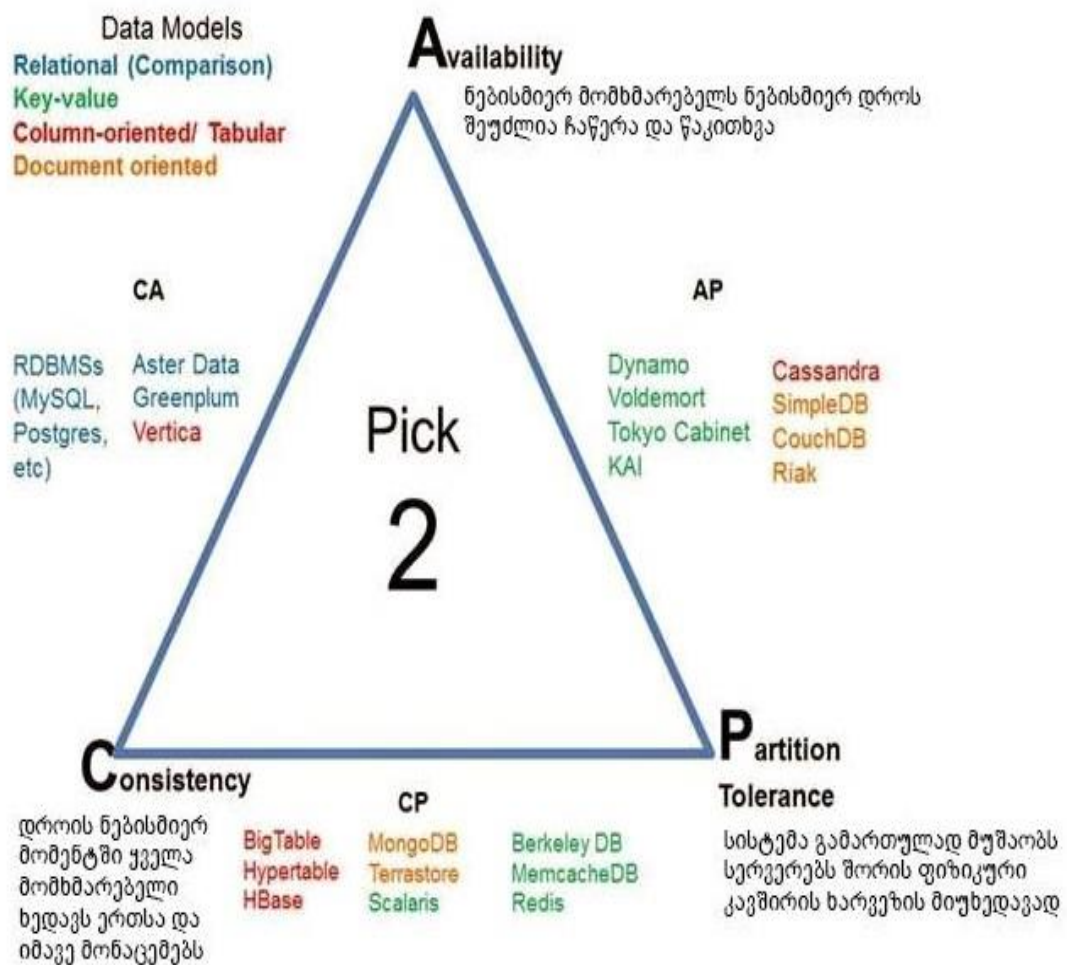 Data Models
Relational (Comparison)
Key-value
Column-oriented/ Tabular
Document oriented
Availability
ნებისმიერ მომხმარებელს ნებისმიერ დროს
შეუძლია ჩაწერა და წაკითხვა
CA
RDBMSs
(MySQL,
Postgres,
etc)
Aster Data
Greenplum
Vertica
Pick
2
AP
Dynamo
Voldemort
Tokyo Cabinet
KAI
Cassandra
SimpleDB
CouchDB
Riak
Consistency
დროის ნებისმიერ
მომენტში ყველა
მომხმარებელი
ხედავს ერთსა და
იმავე მონაცემებს
CP
BigTable
Hypertable
HBase
MongoDB
Terrastore
Scalaris
Berkeley DB
MemcacheDB
Redis
Partition
Tolerance
სისტემა გამართულად მუშაობს
სერვერებს შორის ფიზიკური
კავშირის ხარვეზის მიუხედავად